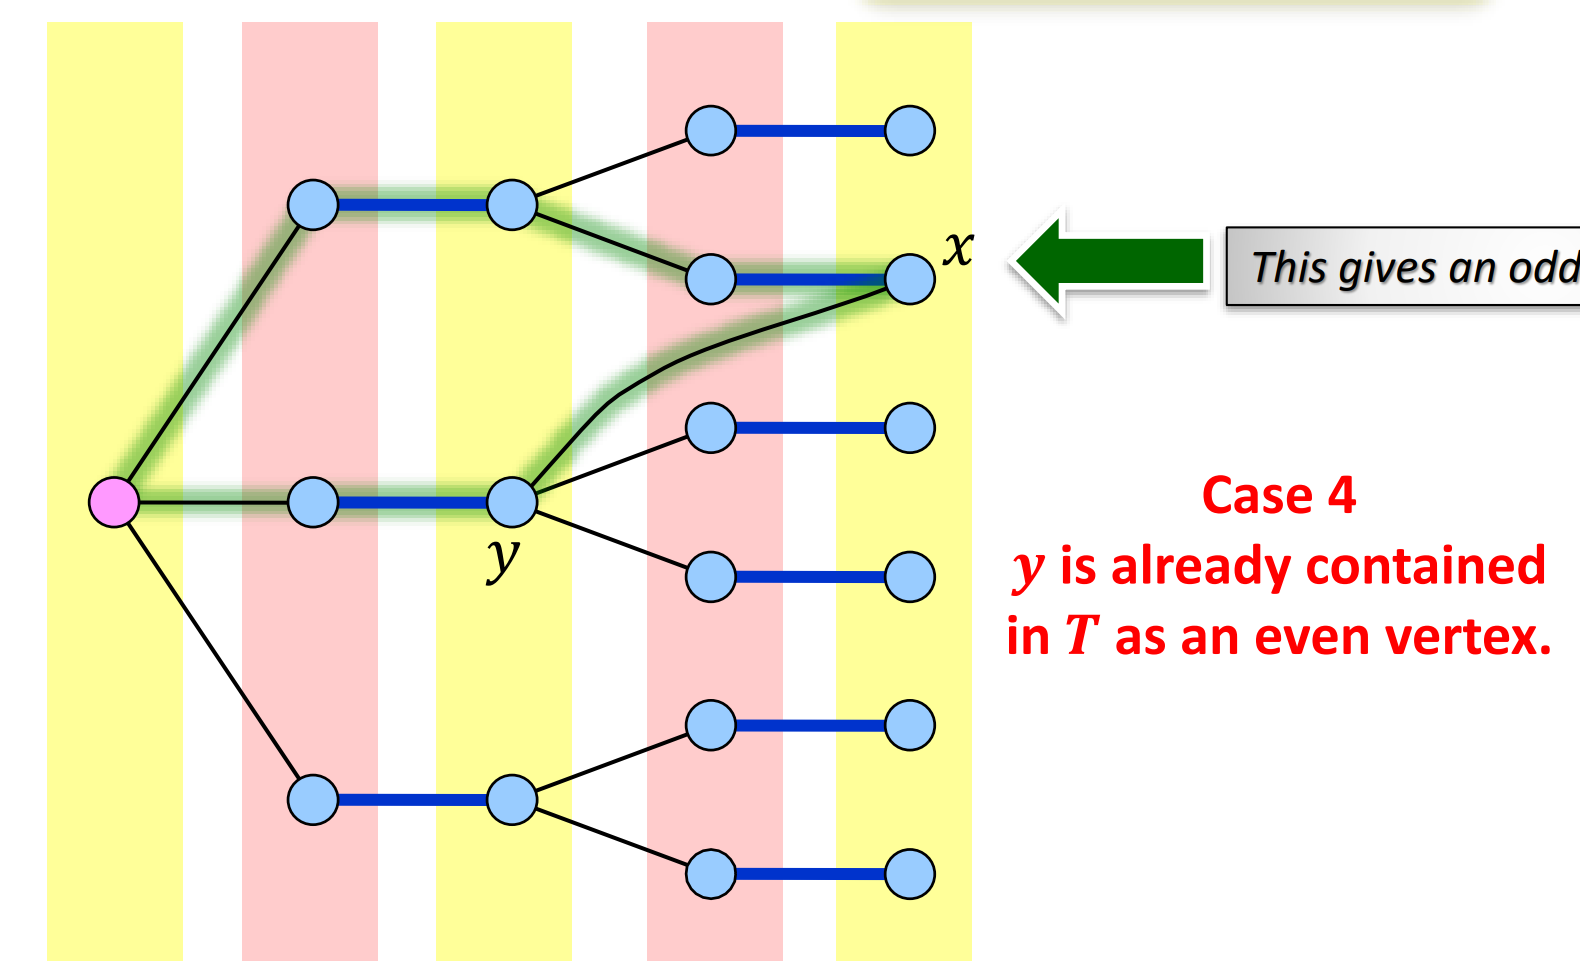 x
This gives an odd
y
Case 4
y is already contained
in T as an even vertex.